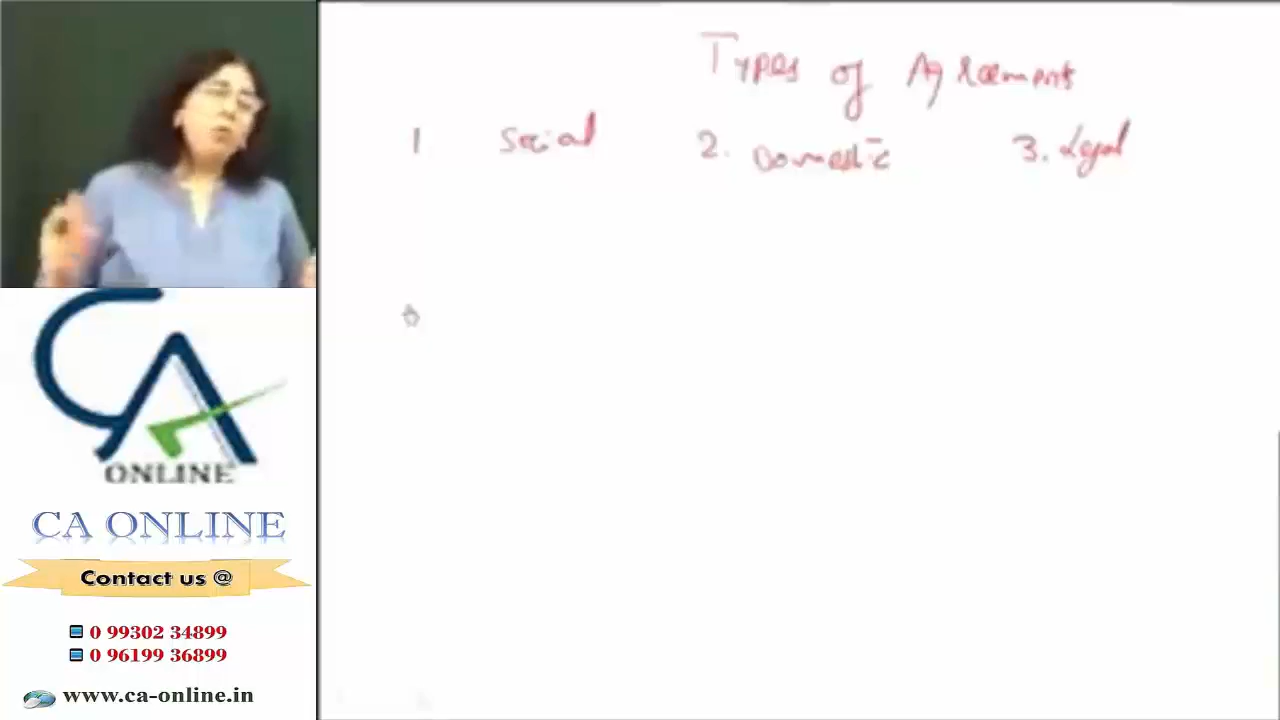 Types of Agreement
1 Social 2. Domestic 3. Legal
CA
ONLINE
CA ONLINE
Contact us @
0 99302 34899
0 96199 36899
www.ca-online.in